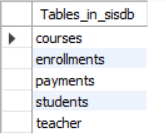 Tables_in_sisdb
courses
enrollments
payments
students
teacher